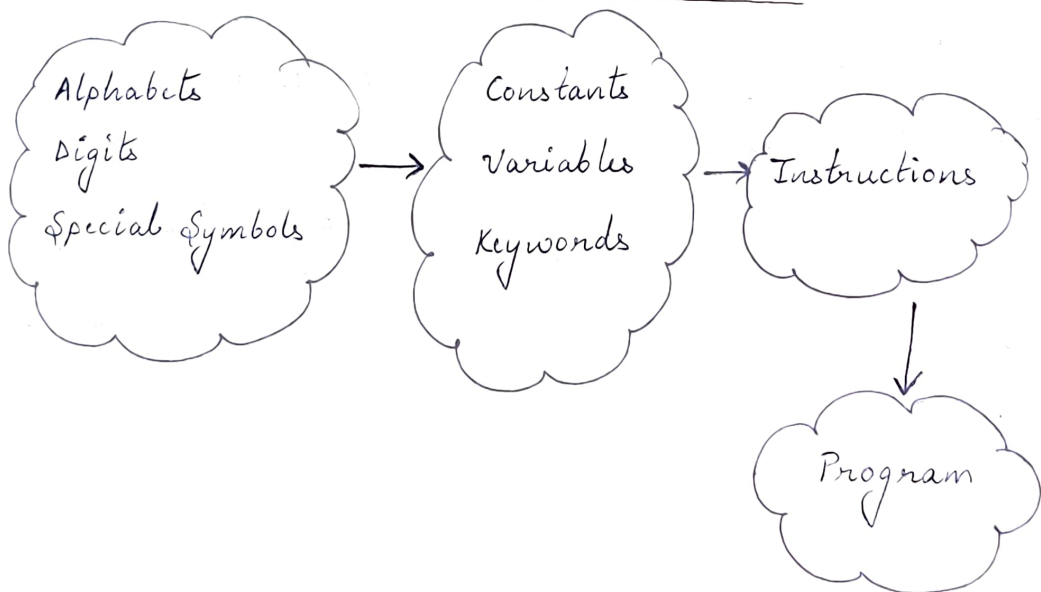 Alphabets
Digits
Special Symbols
Constants
Variables
Keywords
Instructions
Program